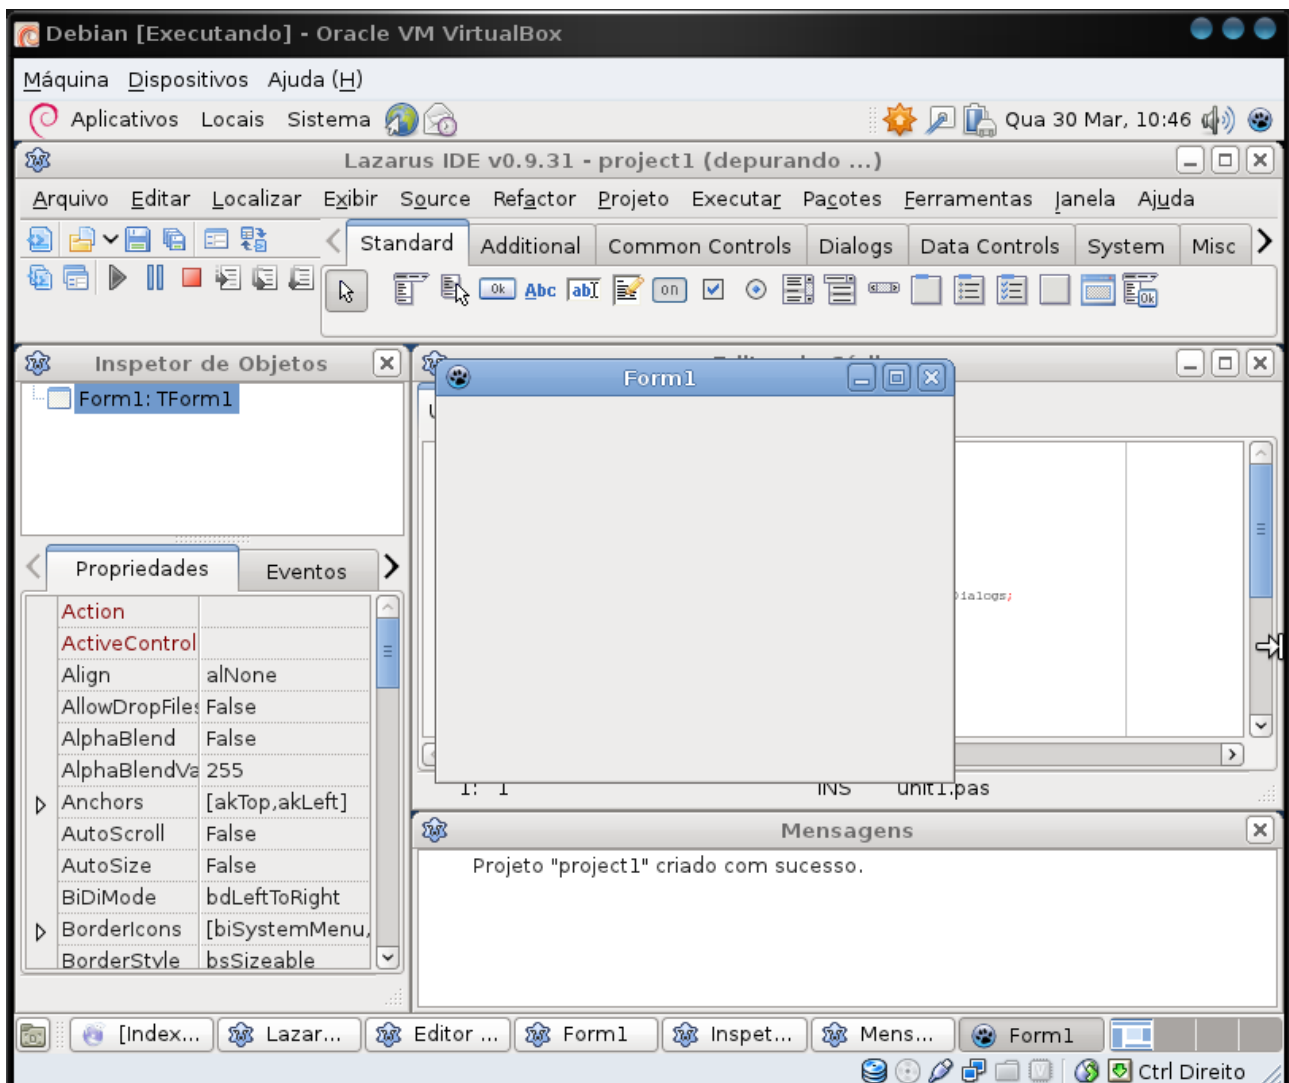 Debian [Executando] - Oracle VM VirtualBox
Máquina Dispositivos Ajuda (H)
Aplicativos Locais Sistema Qua 30 Mar, 10:46
Lazarus IDE v0.9.31 - project1 (depurando ...)
Arquivo Editar Localizar Exibir Source Refactor Projeto Executar Pacotes Ferramentas Janela Ajuda
Standard Additional Common Controls Dialogs Data Controls System Misc
Ok Abc abI on
Ok
Inspetor de Objetos
Form1: TForm1
Propriedades Eventos
Action
ActiveControl
Align alNone
AllowDropFiles False
AlphaBlend False
AlphaBlendVa 255
Anchors [akTop,akLeft]
AutoScroll False
AutoSize False
BiDiMode bdLeftToRight
BorderIcons [biSystemMenu,
BorderStyle bsSizeable
Form1
Dialogs;
1: 1 INS unit1.pas
Mensagens
Projeto "project1" criado com sucesso.
[Index... Lazar... Editor ... Form1 Inspet... Mens... Form1
Ctrl Direito